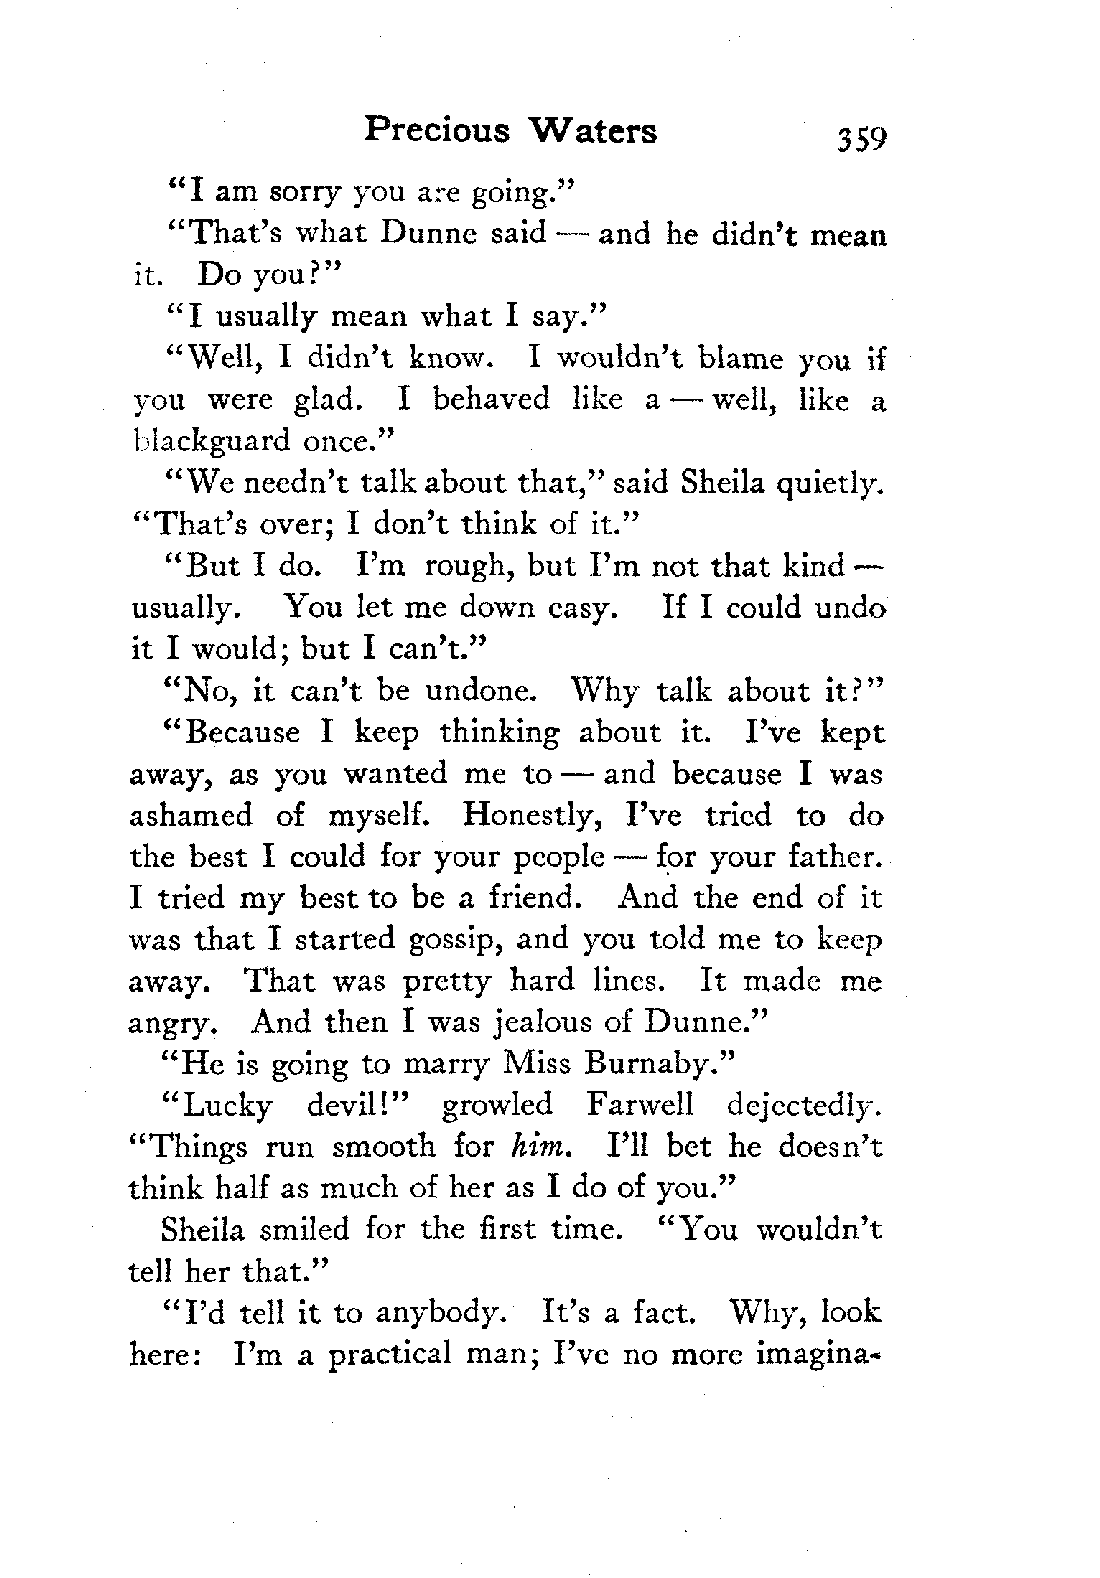 Precious Waters 359
"I am sorry you are going."
"That's what Dunne said — and he didn't mean
it. Do you?"
"I usually mean what I say."
"Well, I didn't know. I wouldn't blame you if
you were glad. I behaved like a — well, like a
blackguard once."
"We needn't talk about that," said Sheila quietly.
"That's over; I don't think of it."
"But I do. I'm rough, but I'm not that kind —
usually. You let me down easy. If I could undo
it I would; but I can't."
"No, it can't be undone. Why talk about it?"
"Because I keep thinking about it. I've kept
away, as you wanted me to — and because I was
ashamed of myself. Honestly, I've tried to do
the best I could for your people — for your father.
I tried my best to be a friend. And the end of it
was that I started gossip, and you told me to keep
away. That was pretty hard lines. It made me
angry. And then I was jealous of Dunne."
"He is going to marry Miss Burnaby."
"Lucky devil!" growled Farwell dejectedly.
"Things run smooth for him. I'll bet he doesn't
think half as much of her as I do of you."
Sheila smiled for the first time. "You wouldn't
tell her that."
"I'd tell it to anybody. It's a fact. Why, look
here: I'm a practical man; I've no more imagina-